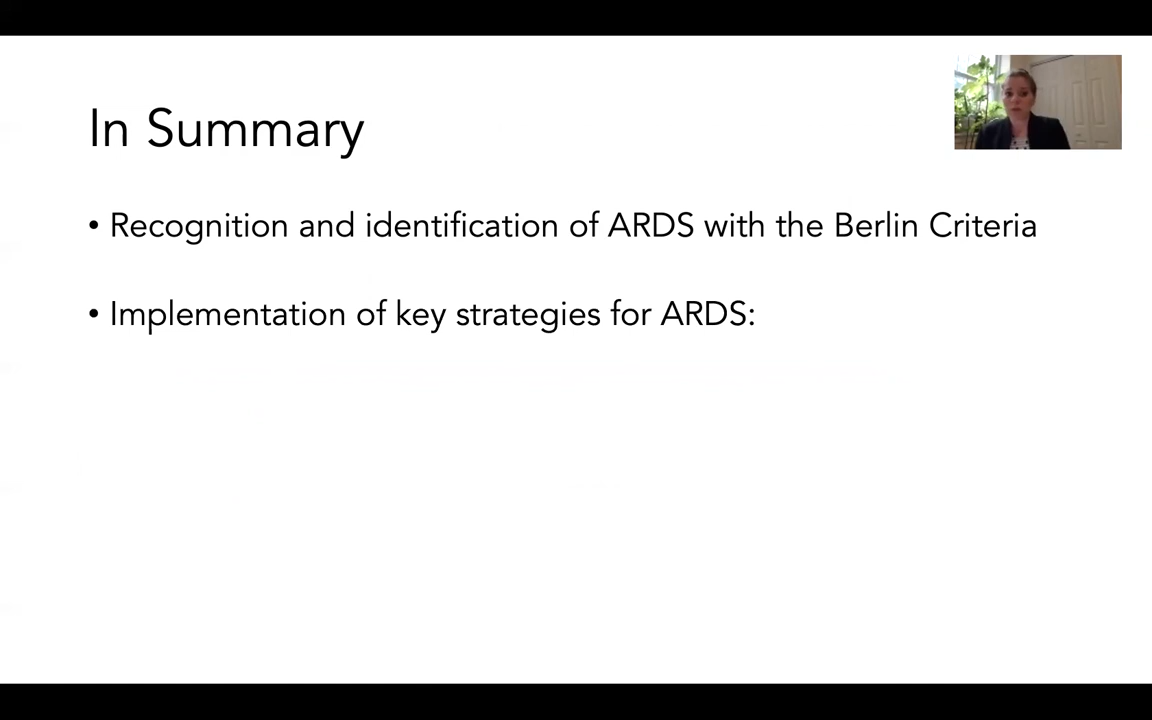 In Summary
• Recognition and identification of ARDS with the Berlin Criteria
• Implementation of key strategies for ARDS: